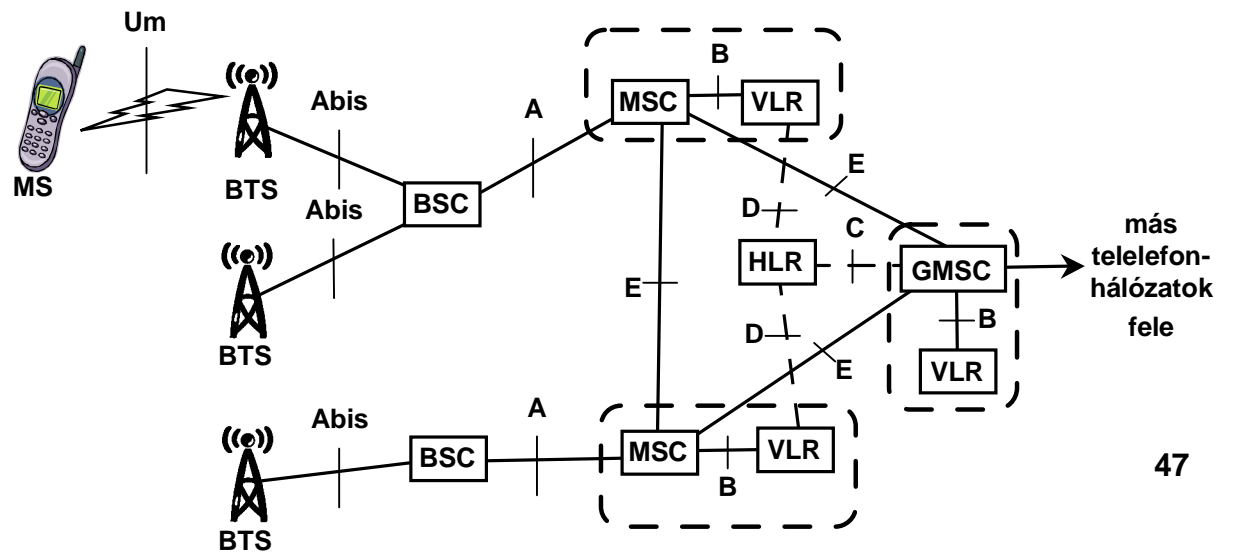 Um
B
MSC
VLR
Abis
A
MS
BTS
BSC
E
Abis
D
C
más
telelefon-
hálózatok
fele
HLR
GMSC
E
B
BTS
D
E
VLR
Abis
A
BSC
MSC
VLR
B
47
BTS